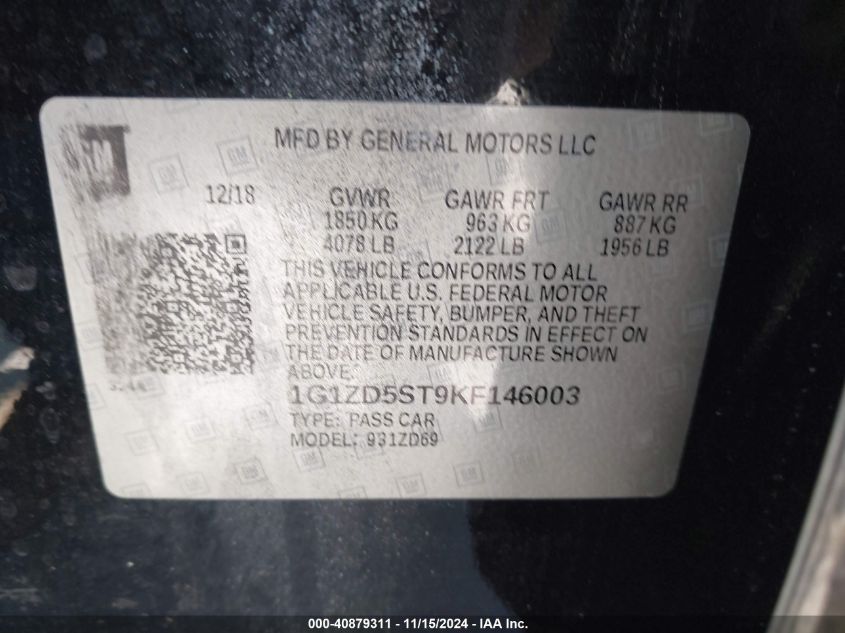 GM
MFD BY GENERAL MOTORS LLC
12/18 GVWR GAWR FRT GAWR RR
1850 KG 963 KG 887 KG
4078 LB 2122 LB 1956 LB
THIS VEHICLE CONFORMS TO ALL
APPLICABLE U.S. FEDERAL MOTOR
VEHICLE SAFETY, BUMPER, AND THEFT
PREVENTION STANDARDS IN EFFECT ON
THE DATE OF MANUFACTURE SHOWN
ABOVE.
1G1ZD5ST9KF146003
TYPE: PASS CAR
MODEL: 931ZD69
000-40879311 - 11/15/2024 - IAA Inc.